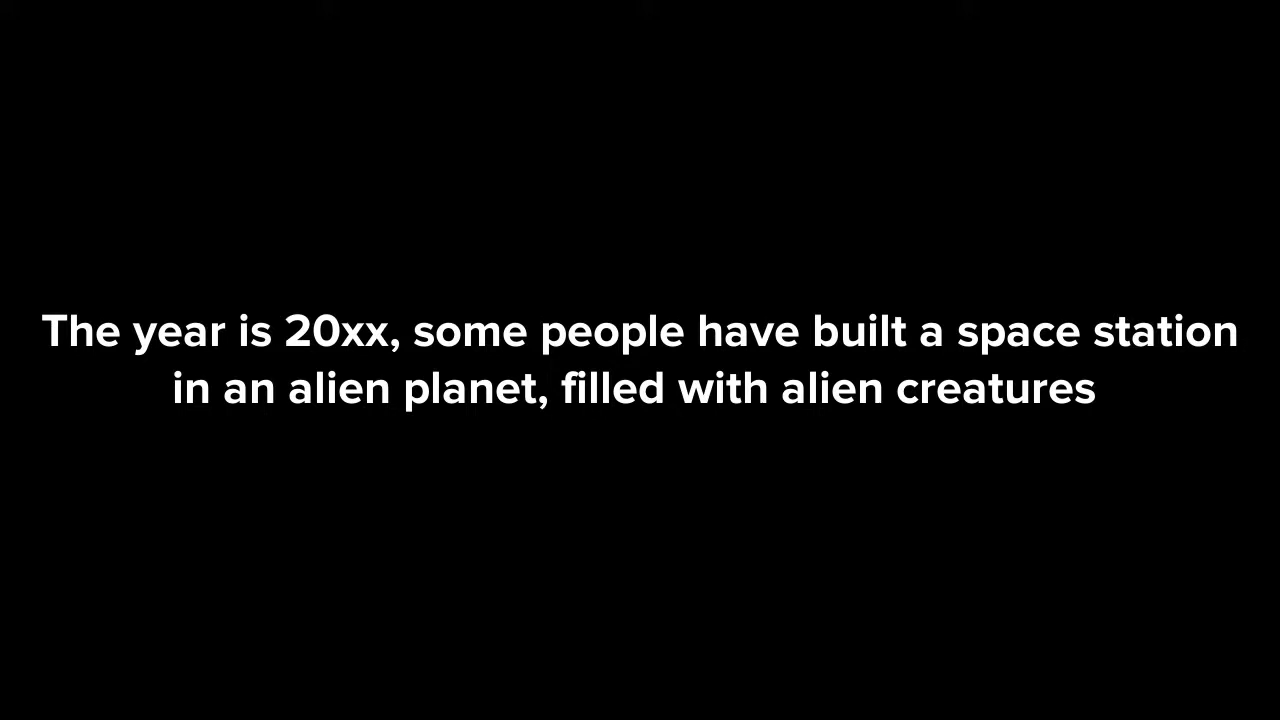 The year is 20xx, some people have built a space station
in an alien planet, filled with alien creatures